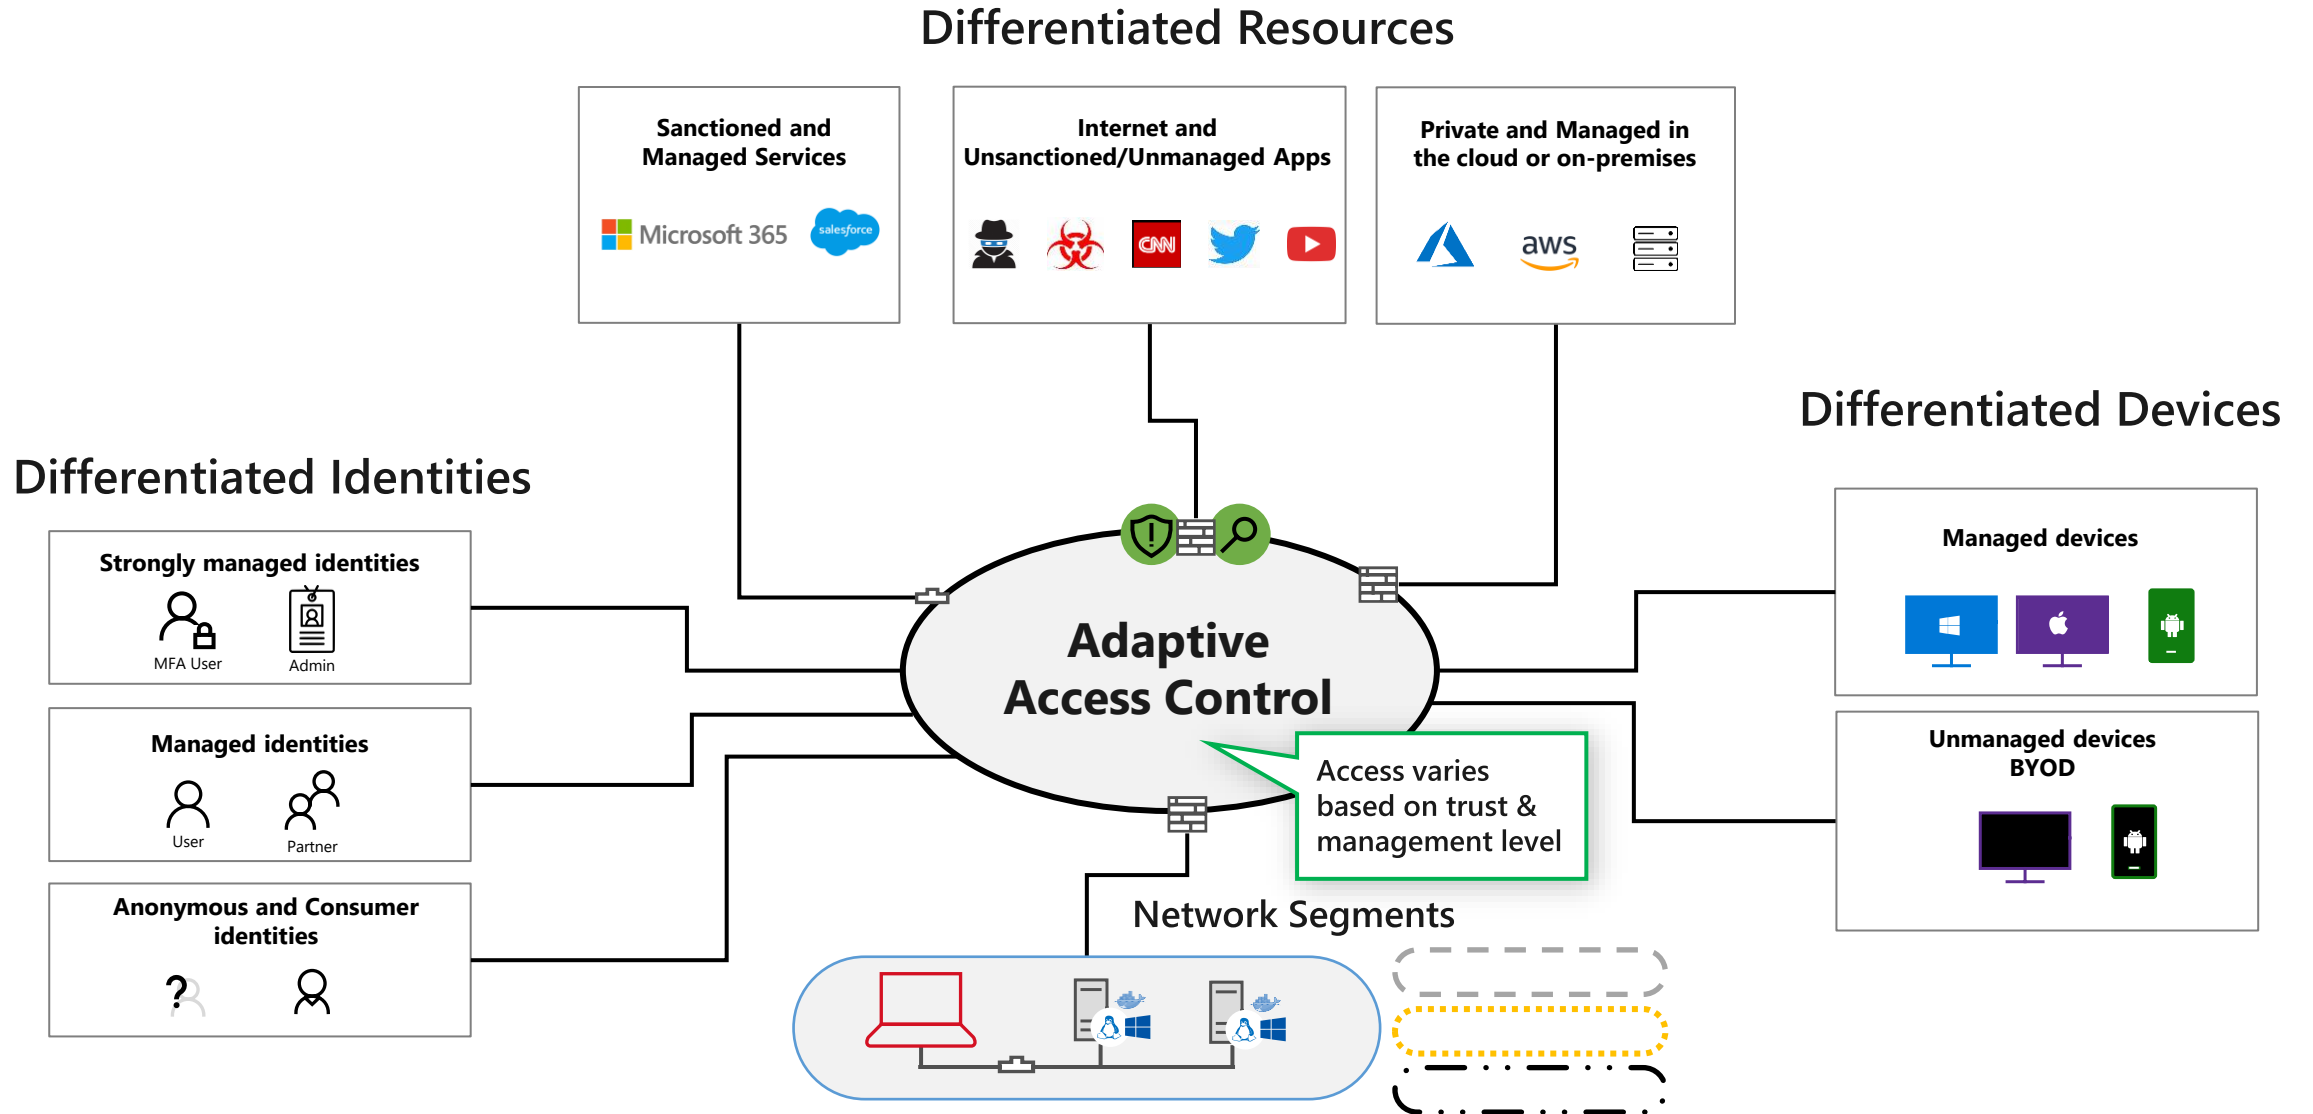 Differentiated Resources
Sanctioned and
Managed Services
Microsoft 365
salesforce
Internet and
Unsanctioned/Unmanaged Apps
CNN
Private and Managed in
the cloud or on-premises
aws
Differentiated Identities
Strongly managed identities
MFA User
Admin
Managed identities
User
Partner
Anonymous and Consumer
identities
?
Adaptive
Access Control
Access varies
based on trust &
management level
Differentiated Devices
Managed devices
Unmanaged devices
BYOD
Network Segments